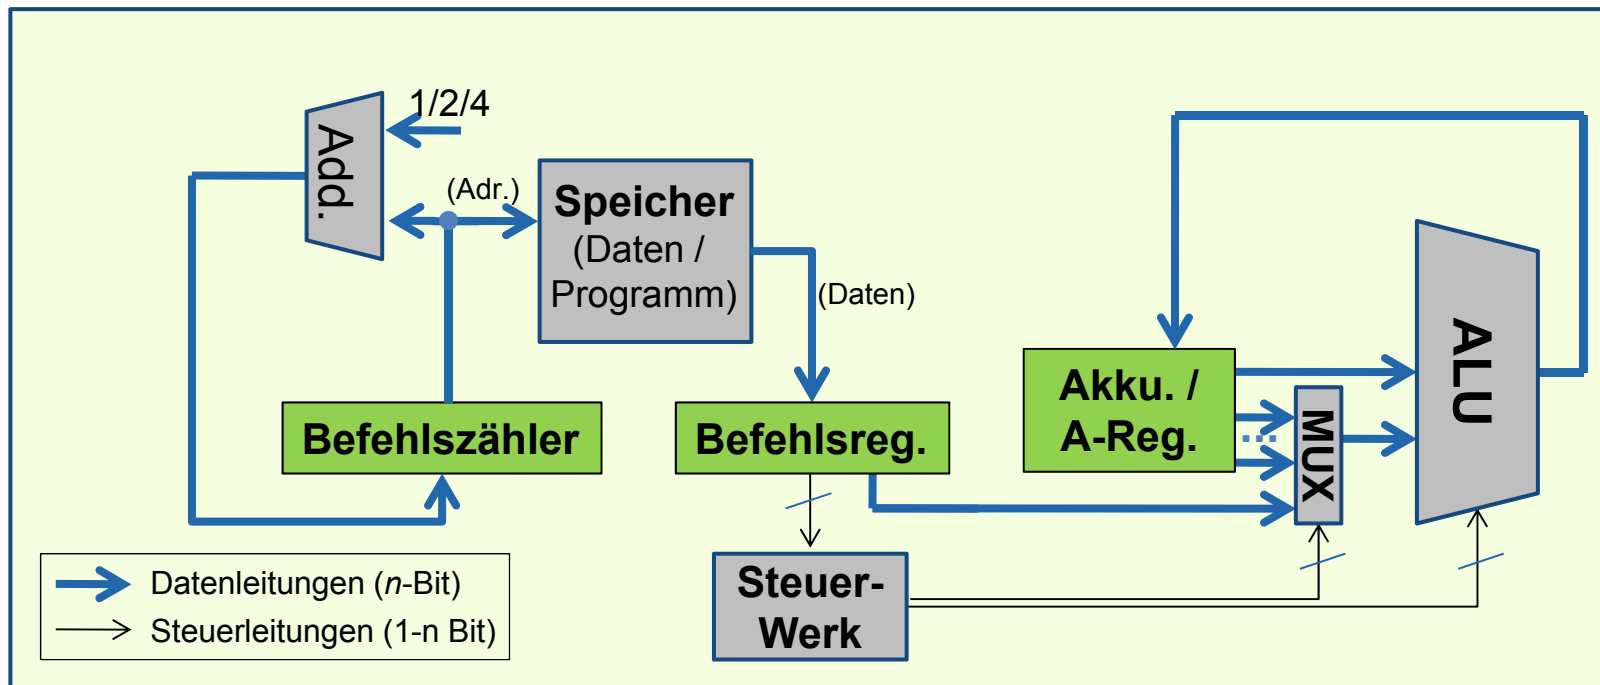 1/2/4
Add.
(Adr.)
Speicher
(Daten /
Programm)
(Daten)
Befehlszähler
Befehlsreg.
Akku. /
A-Reg.
MUX
ALU
Steuer-
Werk
Datenleitungen (n-Bit)
Steuerleitungen (1-n Bit)